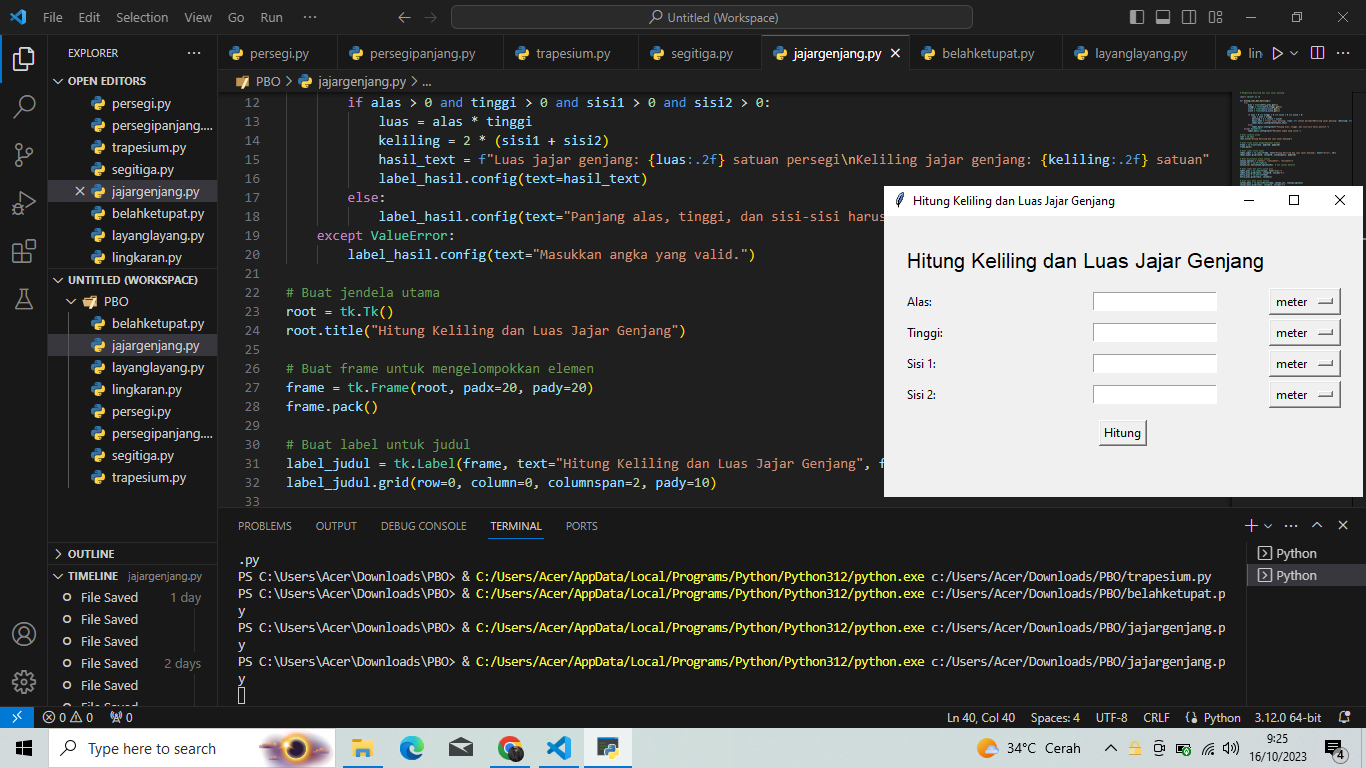 File Edit Selection View Go Run ··· Untitled (Workspace)
EXPLORER ···
OPEN EDITORS
persegi.py
persegipanjang....
trapesium.py
segitiga.py
jajargenjang.py
belahketupat.py
layanglayang.py
lingkaran.py
UNTITLED (WORKSPACE)
PBO
belahketupat.py
jajargenjang.py
layanglayang.py
lingkaran.py
persegi.py
persegipanjang....
segitiga.py
trapesium.py
OUTLINE
TIMELINE jajargenjang.py
File Saved 1 day
File Saved
File Saved
File Saved 2 days
File Saved
persegi.py persegipanjang.py trapesium.py segitiga.py jajargenjang.py belahketupat.py layanglayang.py lin
PBO > jajargenjang.py > ...
12 if alas > 0 and tinggi > 0 and sisi1 > 0 and sisi2 > 0:
13 luas = alas * tinggi
14 keliling = 2 * (sisi1 + sisi2)
15 hasil_text = f"Luas jajar genjang: {luas:.2f} satuan persegi\nKeliling jajar genjang: {keliling:.2f} satuan"
16 label_hasil.config(text=hasil_text)
17 else:
18 label_hasil.config(text="Panjang alas, tinggi, dan sisi-sisi harus
19 except ValueError:
20 label_hasil.config(text="Masukkan angka yang valid.")
21
22 # Buat jendela utama
23 root = tk.Tk()
24 root.title("Hitung Keliling dan Luas Jajar Genjang")
25
26 # Buat frame untuk mengelompokkan elemen
27 frame = tk.Frame(root, padx=20, pady=20)
28 frame.pack()
29
30 # Buat label untuk judul
31 label_judul = tk.Label(frame, text="Hitung Keliling dan Luas Jajar Genjang", f
32 label_judul.grid(row=0, column=0, columnspan=2, pady=10)
33
Hitung Keliling dan Luas Jajar Genjang
Hitung Keliling dan Luas Jajar Genjang
Alas: meter
Tinggi: meter
Sisi 1: meter
Sisi 2: meter
Hitung
PROBLEMS OUTPUT DEBUG CONSOLE TERMINAL PORTS
.py
PS C:\Users\Acer\Downloads\PBO> & C:/Users/Acer/AppData/Local/Programs/Python/Python312/python.exe c:/Users/Acer/Downloads/PBO/trapesium.py
PS C:\Users\Acer\Downloads\PBO> & C:/Users/Acer/AppData/Local/Programs/Python/Python312/python.exe c:/Users/Acer/Downloads/PBO/belahketupat.p
y
PS C:\Users\Acer\Downloads\PBO> & C:/Users/Acer/AppData/Local/Programs/Python/Python312/python.exe c:/Users/Acer/Downloads/PBO/jajargenjang.p
y
PS C:\Users\Acer\Downloads\PBO> & C:/Users/Acer/AppData/Local/Programs/Python/Python312/python.exe c:/Users/Acer/Downloads/PBO/jajargenjang.p
y
Python
Python
0 0 0 Ln 40, Col 40 Spaces: 4 UTF-8 CRLF Python 3.12.0 64-bit
Type here to search 34°C Cerah 9:25
16/10/2023 4